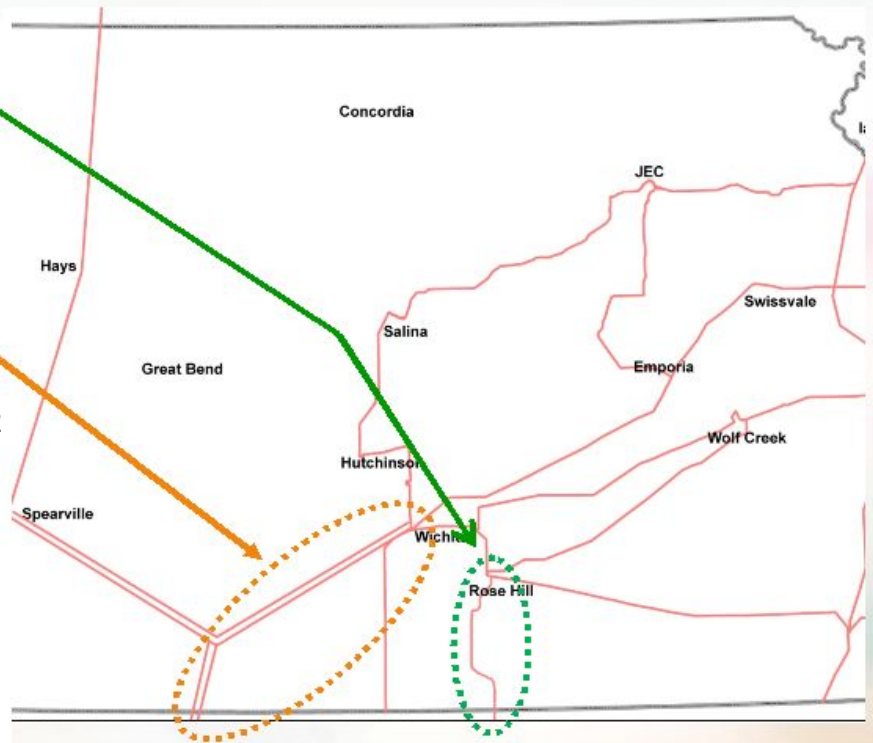 Concordia
JEC
Hays
Swissvale
Salina
Great Bend
Emporia
Wolf Creek
Hutchinson
Spearville
Rose Hill